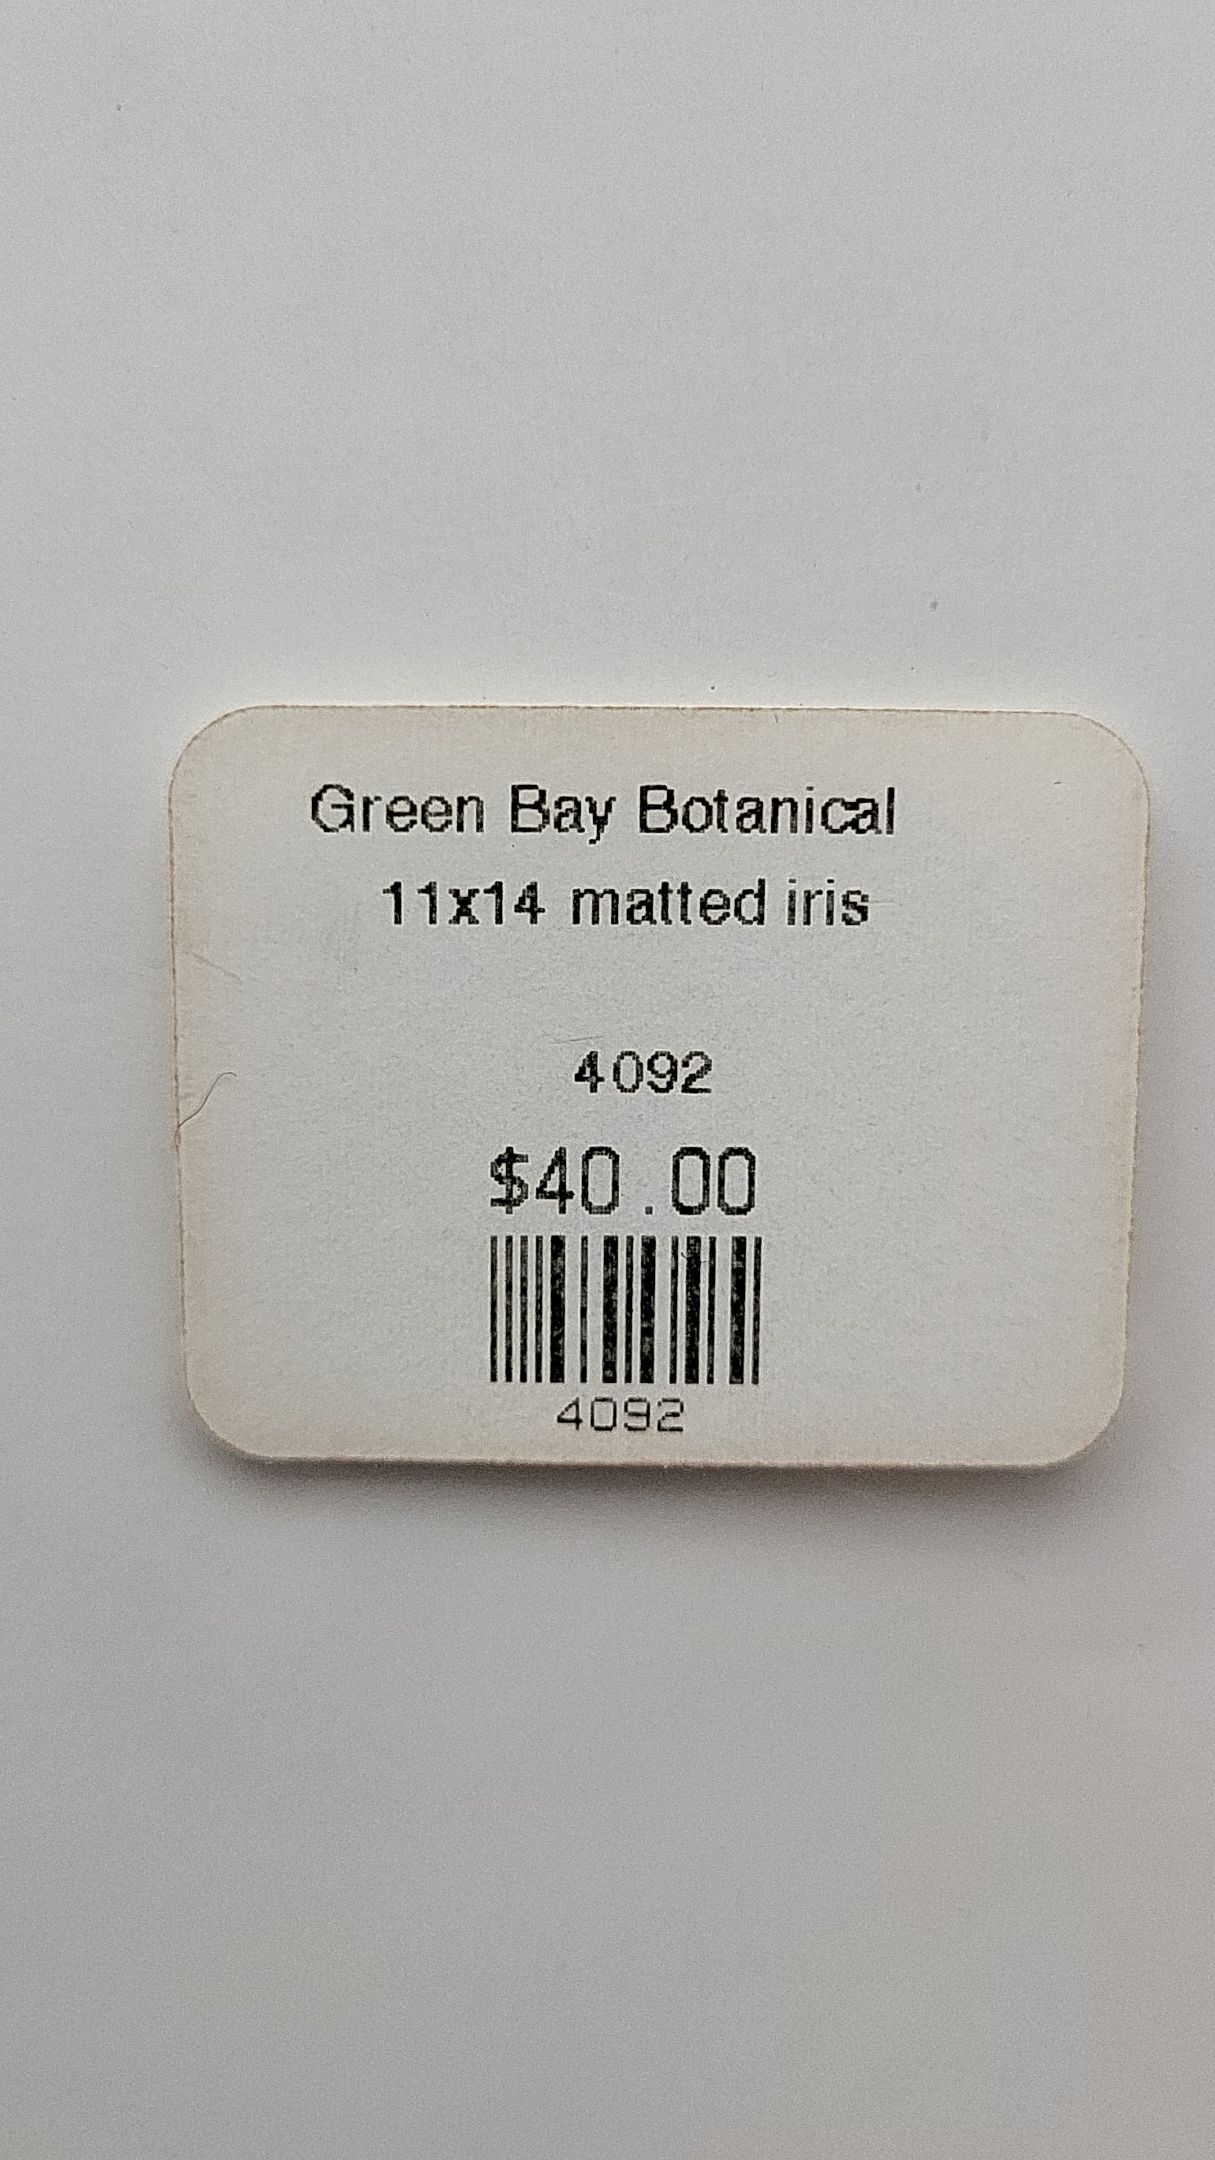 Green Bay Botanical
11x14 matted iris
4092
$40.00
4092